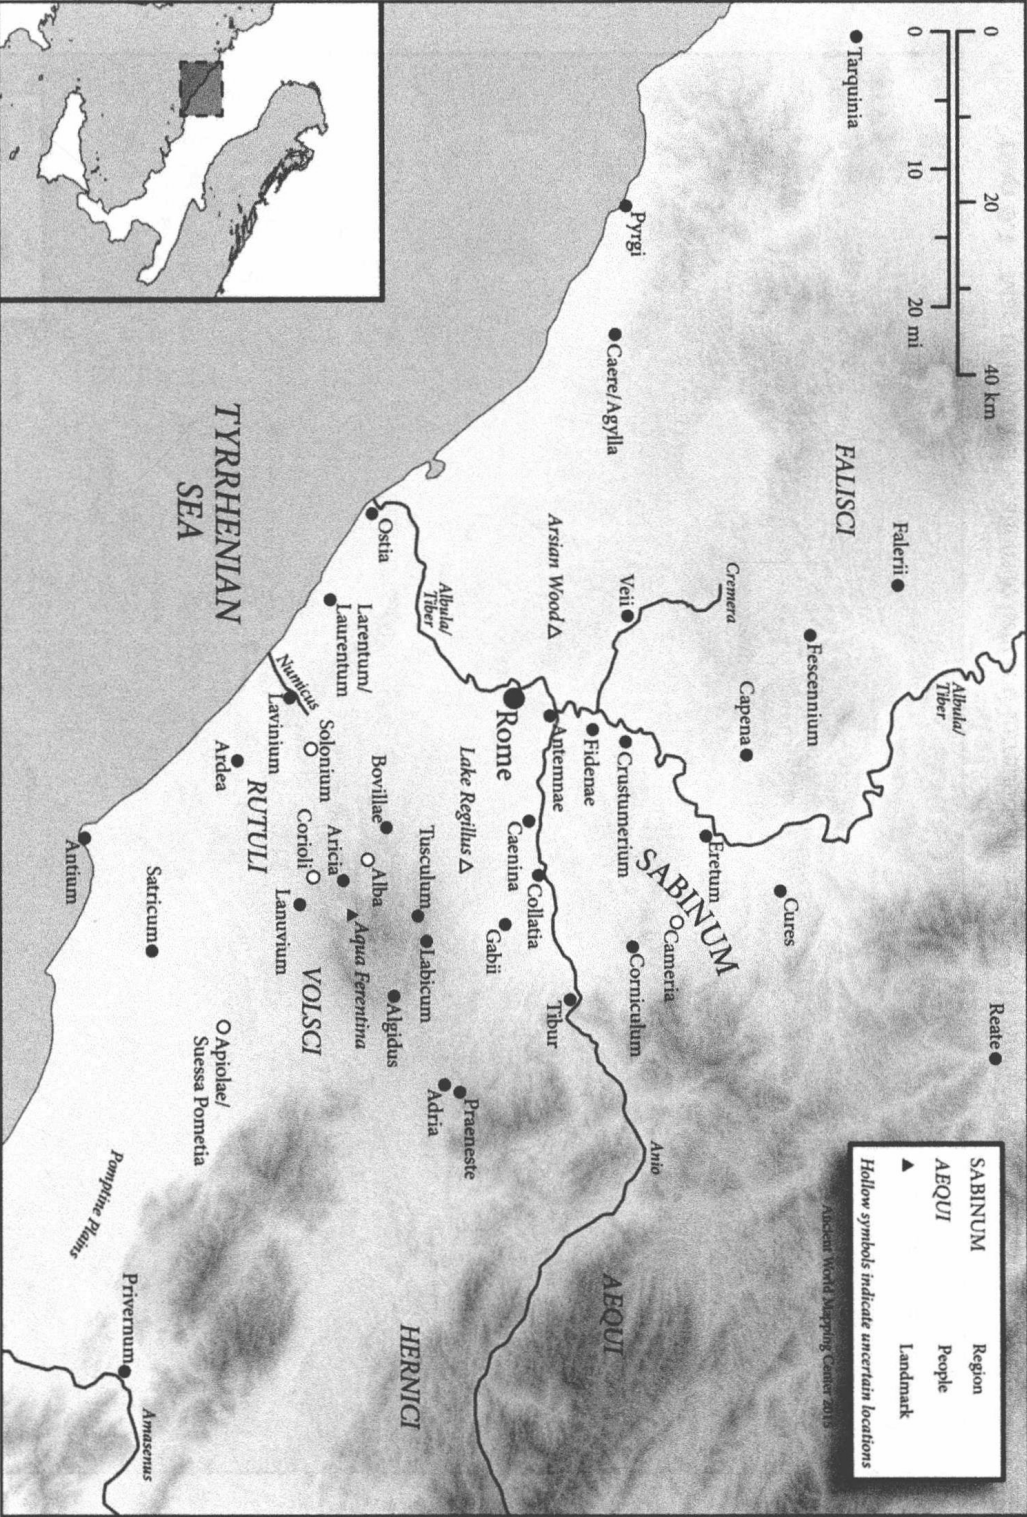 0 20 40 km
0 10 20 mi
Tarquinia
Pyrgi
Caere/Agylla
FALISCI
Falerii
Fescennium
Capena
Cremera
Veii
Arsian Wood
Albula/
Tiber
Reate
Cures
Eretum
SABINUM
Cameria
Corniculum
Crustumerium
Fidenae
Antemnae
Rome
Caenina
Collatia
Gabii
Tibur
Anio
AEQUI
Ostia
Albula/
Tiber
Larentum/
Laurentum
Numicus
Lavinium
Solonium
Ardea
RUTULI
Lake Regillus
Bovillae
Tusculum
Labicum
Alba
Aricia
Corioli
Lanuvium
Aqua Ferentina
Algidus
VOLSCI
Praeneste
Adria
HERNICI
Antium
Satricum
Apiolae/
Suessa Pometia
Pomptine Plains
Privernum
Amasenus
TYRRHENIAN
SEA
SABINUM Region
AEQUI People
Landmark
Hollow symbols indicate uncertain locations
Ancient World Mapping Center 2015